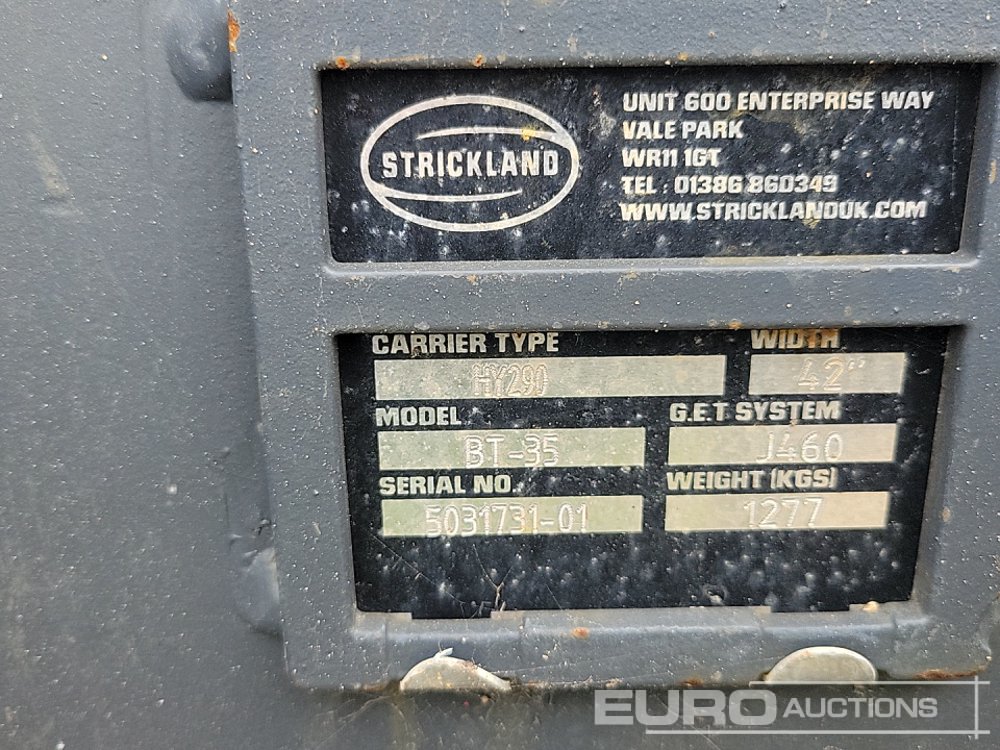 STRICKLAND
UNIT 600 ENTERPRISE WAY
VALE PARK
WR11 1GT
TEL : 01386 860349
WWW.STRICKLANDUK.COM
CARRIER TYPE
HY290
WIDTH
42"
MODEL
BT-35
G.E.T SYSTEM
J460
SERIAL NO.
5031731-01
WEIGHT (KGS)
1277
EURO AUCTIONS